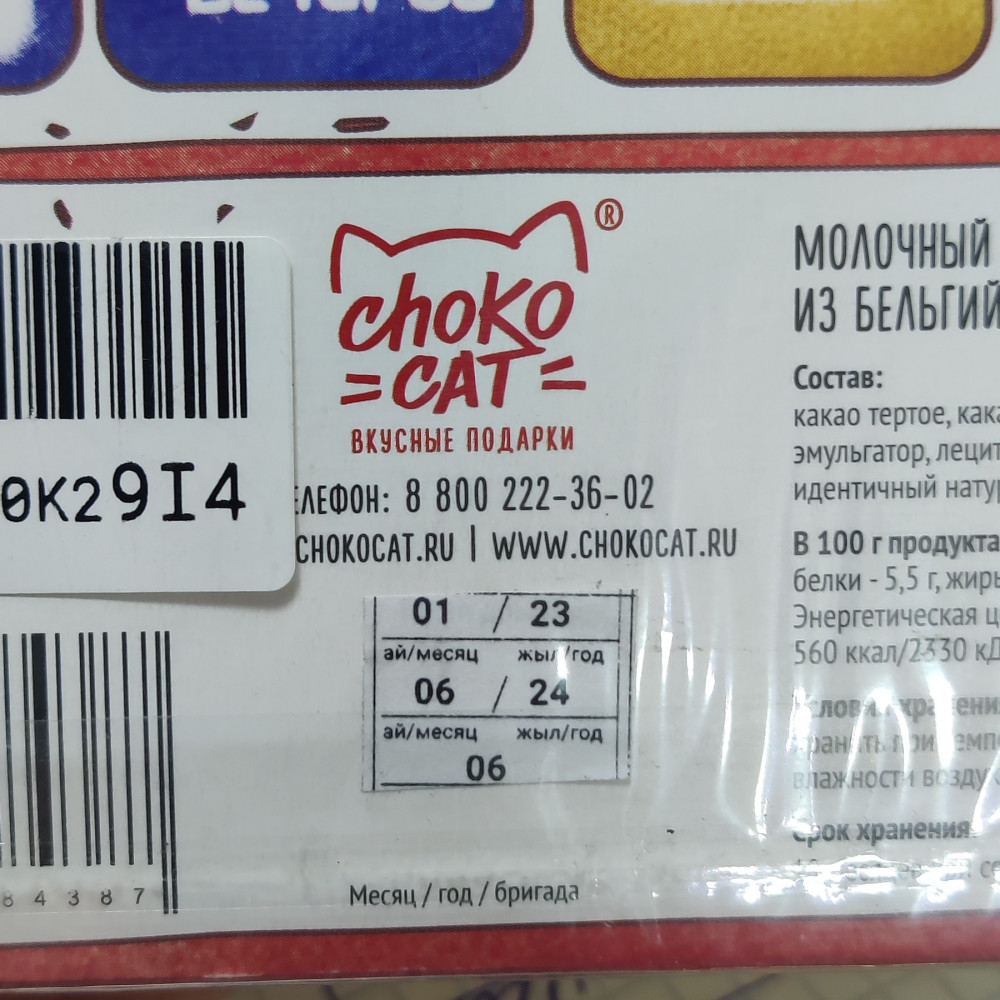 ®
choko
CAT
ВКУСНЫЕ ПОДАРКИ
0K29I4
ЕЛЕФОН: 8 800 222-36-02
CHOKOCAT.RU | WWW.CHOKOCAT.RU
01 / 23
ай/месяц жыл/год
06 / 24
ай/месяц жыл/год
06
8 4 3 8 7
Месяц / год / бригада
МОЛОЧНЫЙ
ИЗ БЕЛЬГИЙ
Состав:
какао тертое, кака
эмульгатор, лецит
идентичный натур
В 100 г продукта
белки - 5,5 г, жиры
Энергетическая ц
560 ккал/2330 кД
влажности воздух
Срок хранения